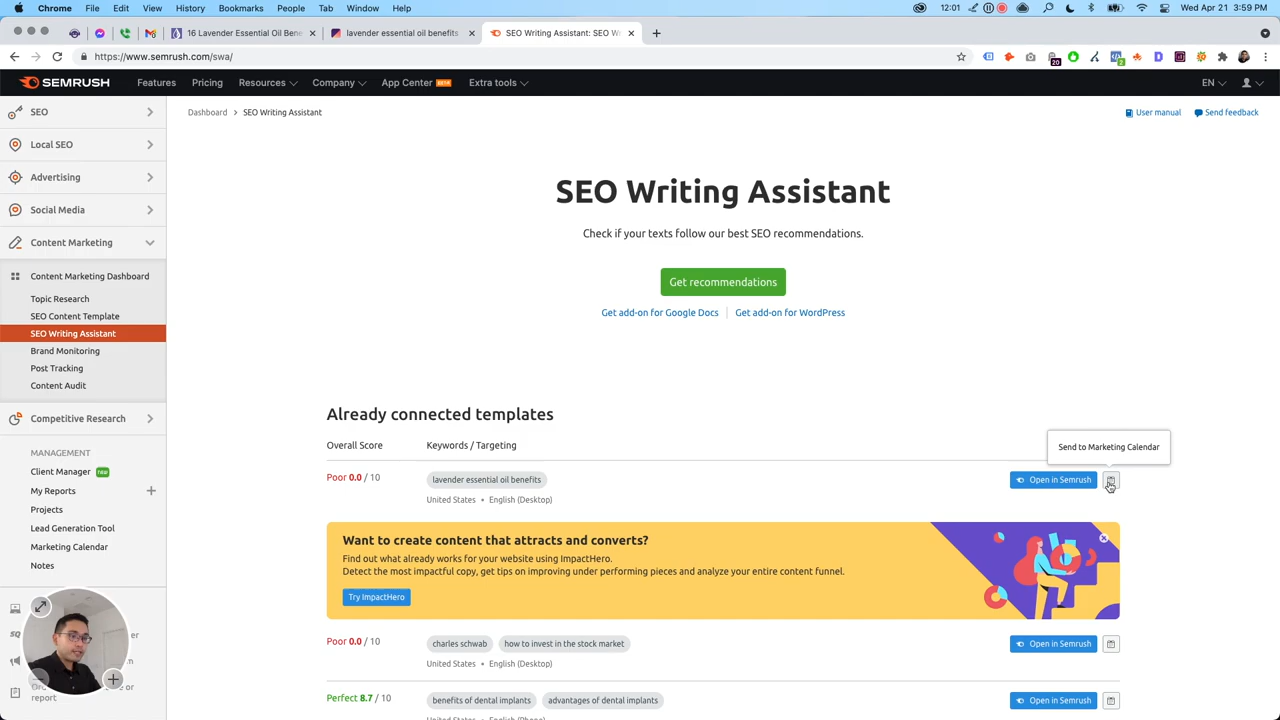 Chrome File Edit View History Bookmarks People Tab Window Help 12:01 Wed Apr 21 3:59 PM
16 Lavender Essential Oil Bene × lavender essential oil benefits × SEO Writing Assistant: SEO W × +
https://www.semrush.com/swa/
20 2
SEMRUSH Features Pricing Resources Company App Center BETA Extra tools EN
SEO
Local SEO
Advertising
Social Media
Content Marketing
Content Marketing Dashboard
Topic Research
SEO Content Template
SEO Writing Assistant
Brand Monitoring
Post Tracking
Content Audit
Competitive Research
MANAGEMENT
Client Manager new
My Reports +
Projects
Lead Generation Tool
Marketing Calendar
Notes
report
Dashboard > SEO Writing Assistant
User manual Send feedback
SEO Writing Assistant
Check if your texts follow our best SEO recommendations.
Get recommendations
Get add-on for Google Docs Get add-on for WordPress
Already connected templates
Overall Score Keywords / Targeting
Send to Marketing Calendar
Poor 0.0 / 10 lavender essential oil benefits Open in Semrush
United States • English (Desktop)
Want to create content that attracts and converts?
Find out what already works for your website using ImpactHero.
Detect the most impactful copy, get tips on improving under performing pieces and analyze your entire content funnel.
Try ImpactHero
Poor 0.0 / 10 charles schwab how to invest in the stock market Open in Semrush
United States • English (Desktop)
Perfect 8.7 / 10 benefits of dental implants advantages of dental implants Open in Semrush
United States • English (Phone)